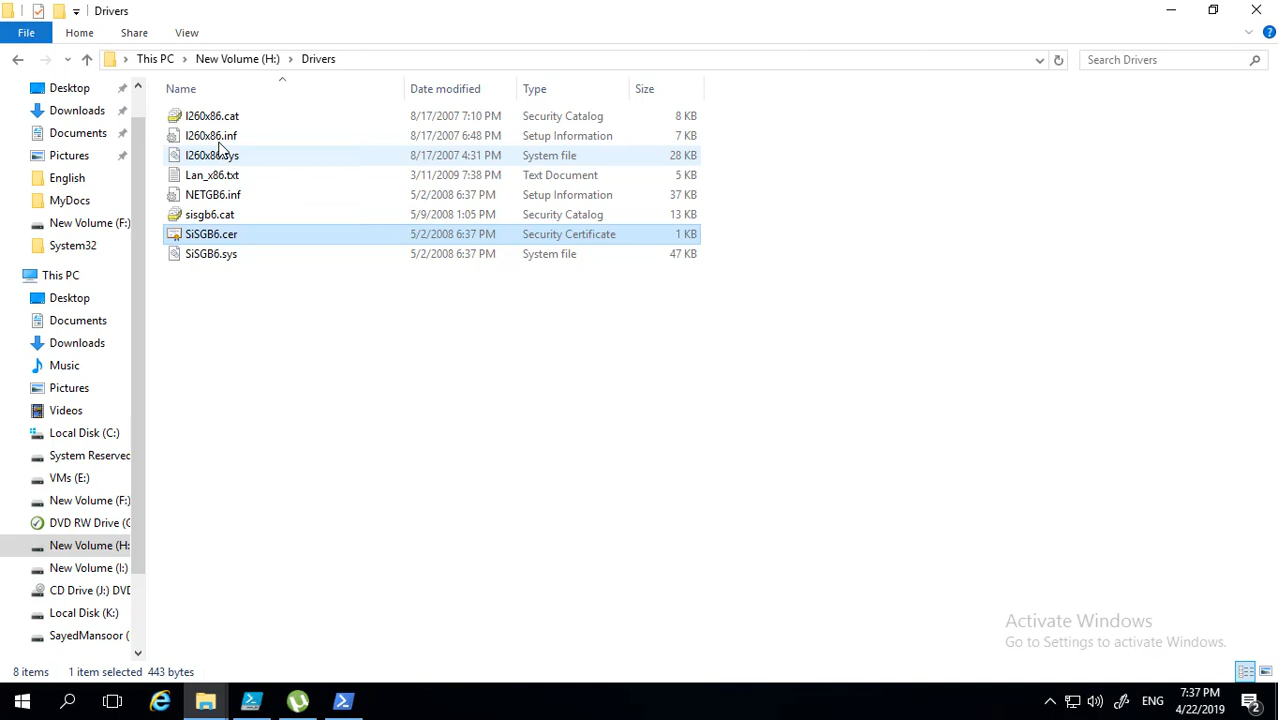 Drivers
File Home Share View
This PC New Volume (H:) Drivers
Search Drivers
Name Date modified Type Size
I260x86.cat 8/17/2007 7:10 PM Security Catalog 8 KB
I260x86.inf 8/17/2007 6:48 PM Setup Information 7 KB
I260x86.sys 8/17/2007 4:31 PM System file 28 KB
Lan_x86.txt 3/11/2009 7:38 PM Text Document 5 KB
NETGB6.inf 5/2/2008 6:37 PM Setup Information 37 KB
sisgb6.cat 5/9/2008 1:05 PM Security Catalog 13 KB
SiSGB6.cer 5/2/2008 6:37 PM Security Certificate 1 KB
SiSGB6.sys 5/2/2008 6:37 PM System file 47 KB
Desktop
Downloads
Documents
Pictures
English
MyDocs
New Volume (F:)
System32
This PC
Desktop
Documents
Downloads
Music
Pictures
Videos
Local Disk (C:)
System Reserved
VMs (E:)
New Volume (F:)
DVD RW Drive (
New Volume (H:
New Volume (I:)
CD Drive (J:) DVD
Local Disk (K:)
SayedMansoor (
Activate Windows
Go to Settings to activate Windows.
8 items 1 item selected 443 bytes
ENG
7:37 PM
4/22/2019
2